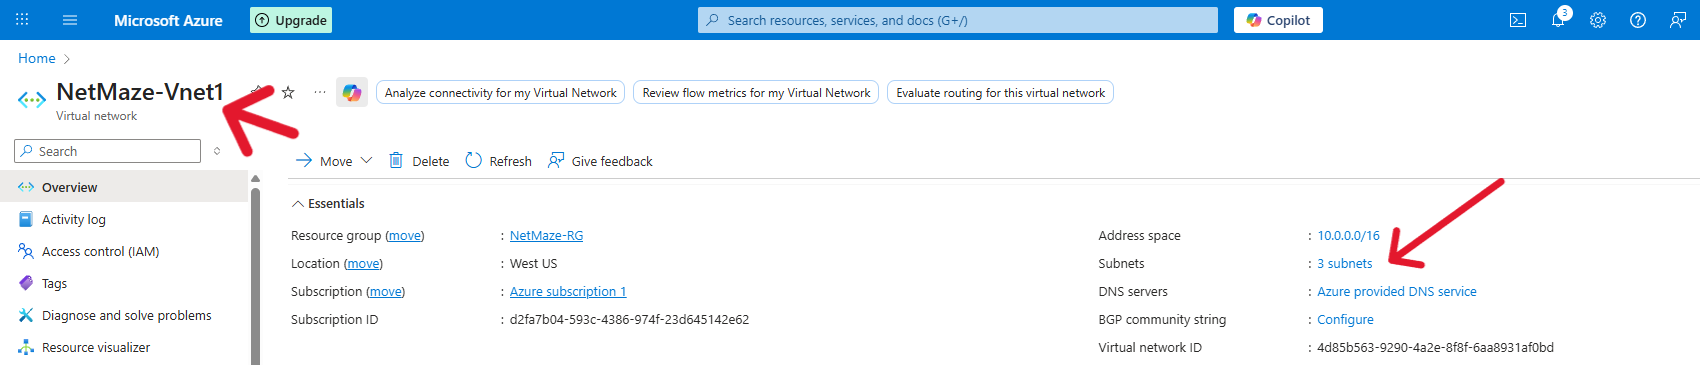 Microsoft Azure
Upgrade
Search resources, services, and docs (G+/)
Copilot
3
Home
NetMaze-Vnet1
Virtual network
Analyze connectivity for my Virtual Network
Review flow metrics for my Virtual Network
Evaluate routing for this virtual network
Search
Move
Delete
Refresh
Give feedback
Overview
Activity log
Access control (IAM)
Tags
Diagnose and solve problems
Resource visualizer
Essentials
Resource group (move) : NetMaze-RG
Location (move) : West US
Subscription (move) : Azure subscription 1
Subscription ID : d2fa7b04-593c-4386-974f-23d645142e62
Address space : 10.0.0.0/16
Subnets : 3 subnets
DNS servers : Azure provided DNS service
BGP community string : Configure
Virtual network ID : 4d85b563-9290-4a2e-8f8f-6aa8931af0bd